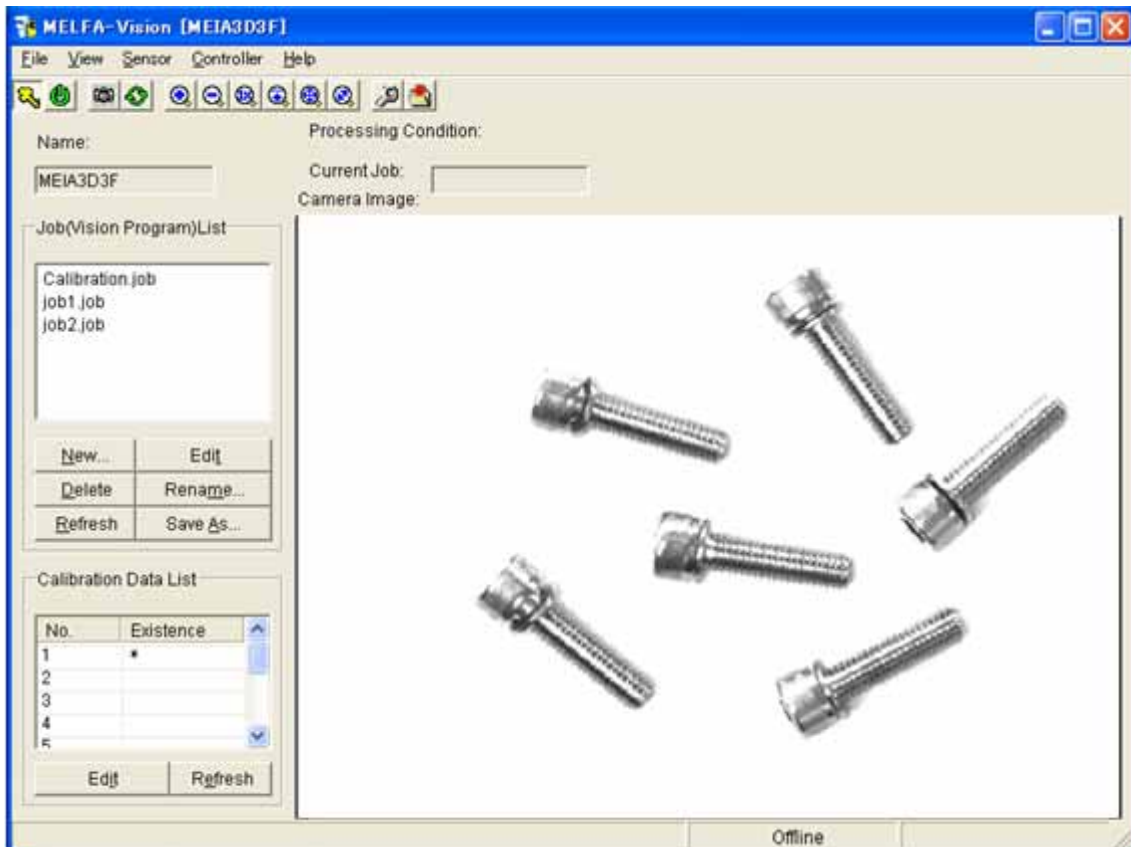 MELFA-Vision [MEIA3D3F]
File View Sensor Controller Help
Name:
MEIA3D3F
Processing Condition:
Current Job:
Camera Image:
Job(Vision Program)List
Calibration.job
job1.job
job2.job
New... Edit
Delete Rename...
Refresh Save As...
Calibration Data List
No. Existence
1 *
2
3
4
5
Edit Refresh
Offline